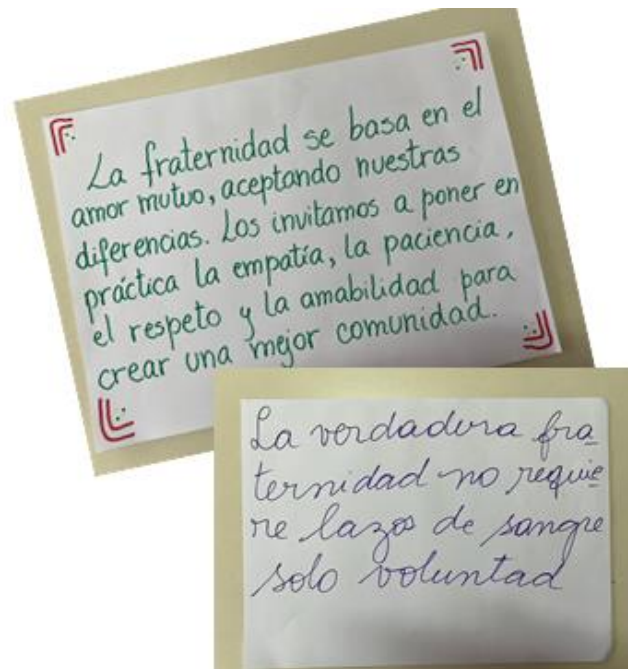 La fraternidad se basa en el
amor mutuo, aceptando nuestras
diferencias. Los invitamos a poner en
práctica la empatía, la paciencia,
el respeto y la amabilidad para
crear una mejor comunidad.
La verdadera fra
ternidad no requie
re lazos de sangre
solo voluntad